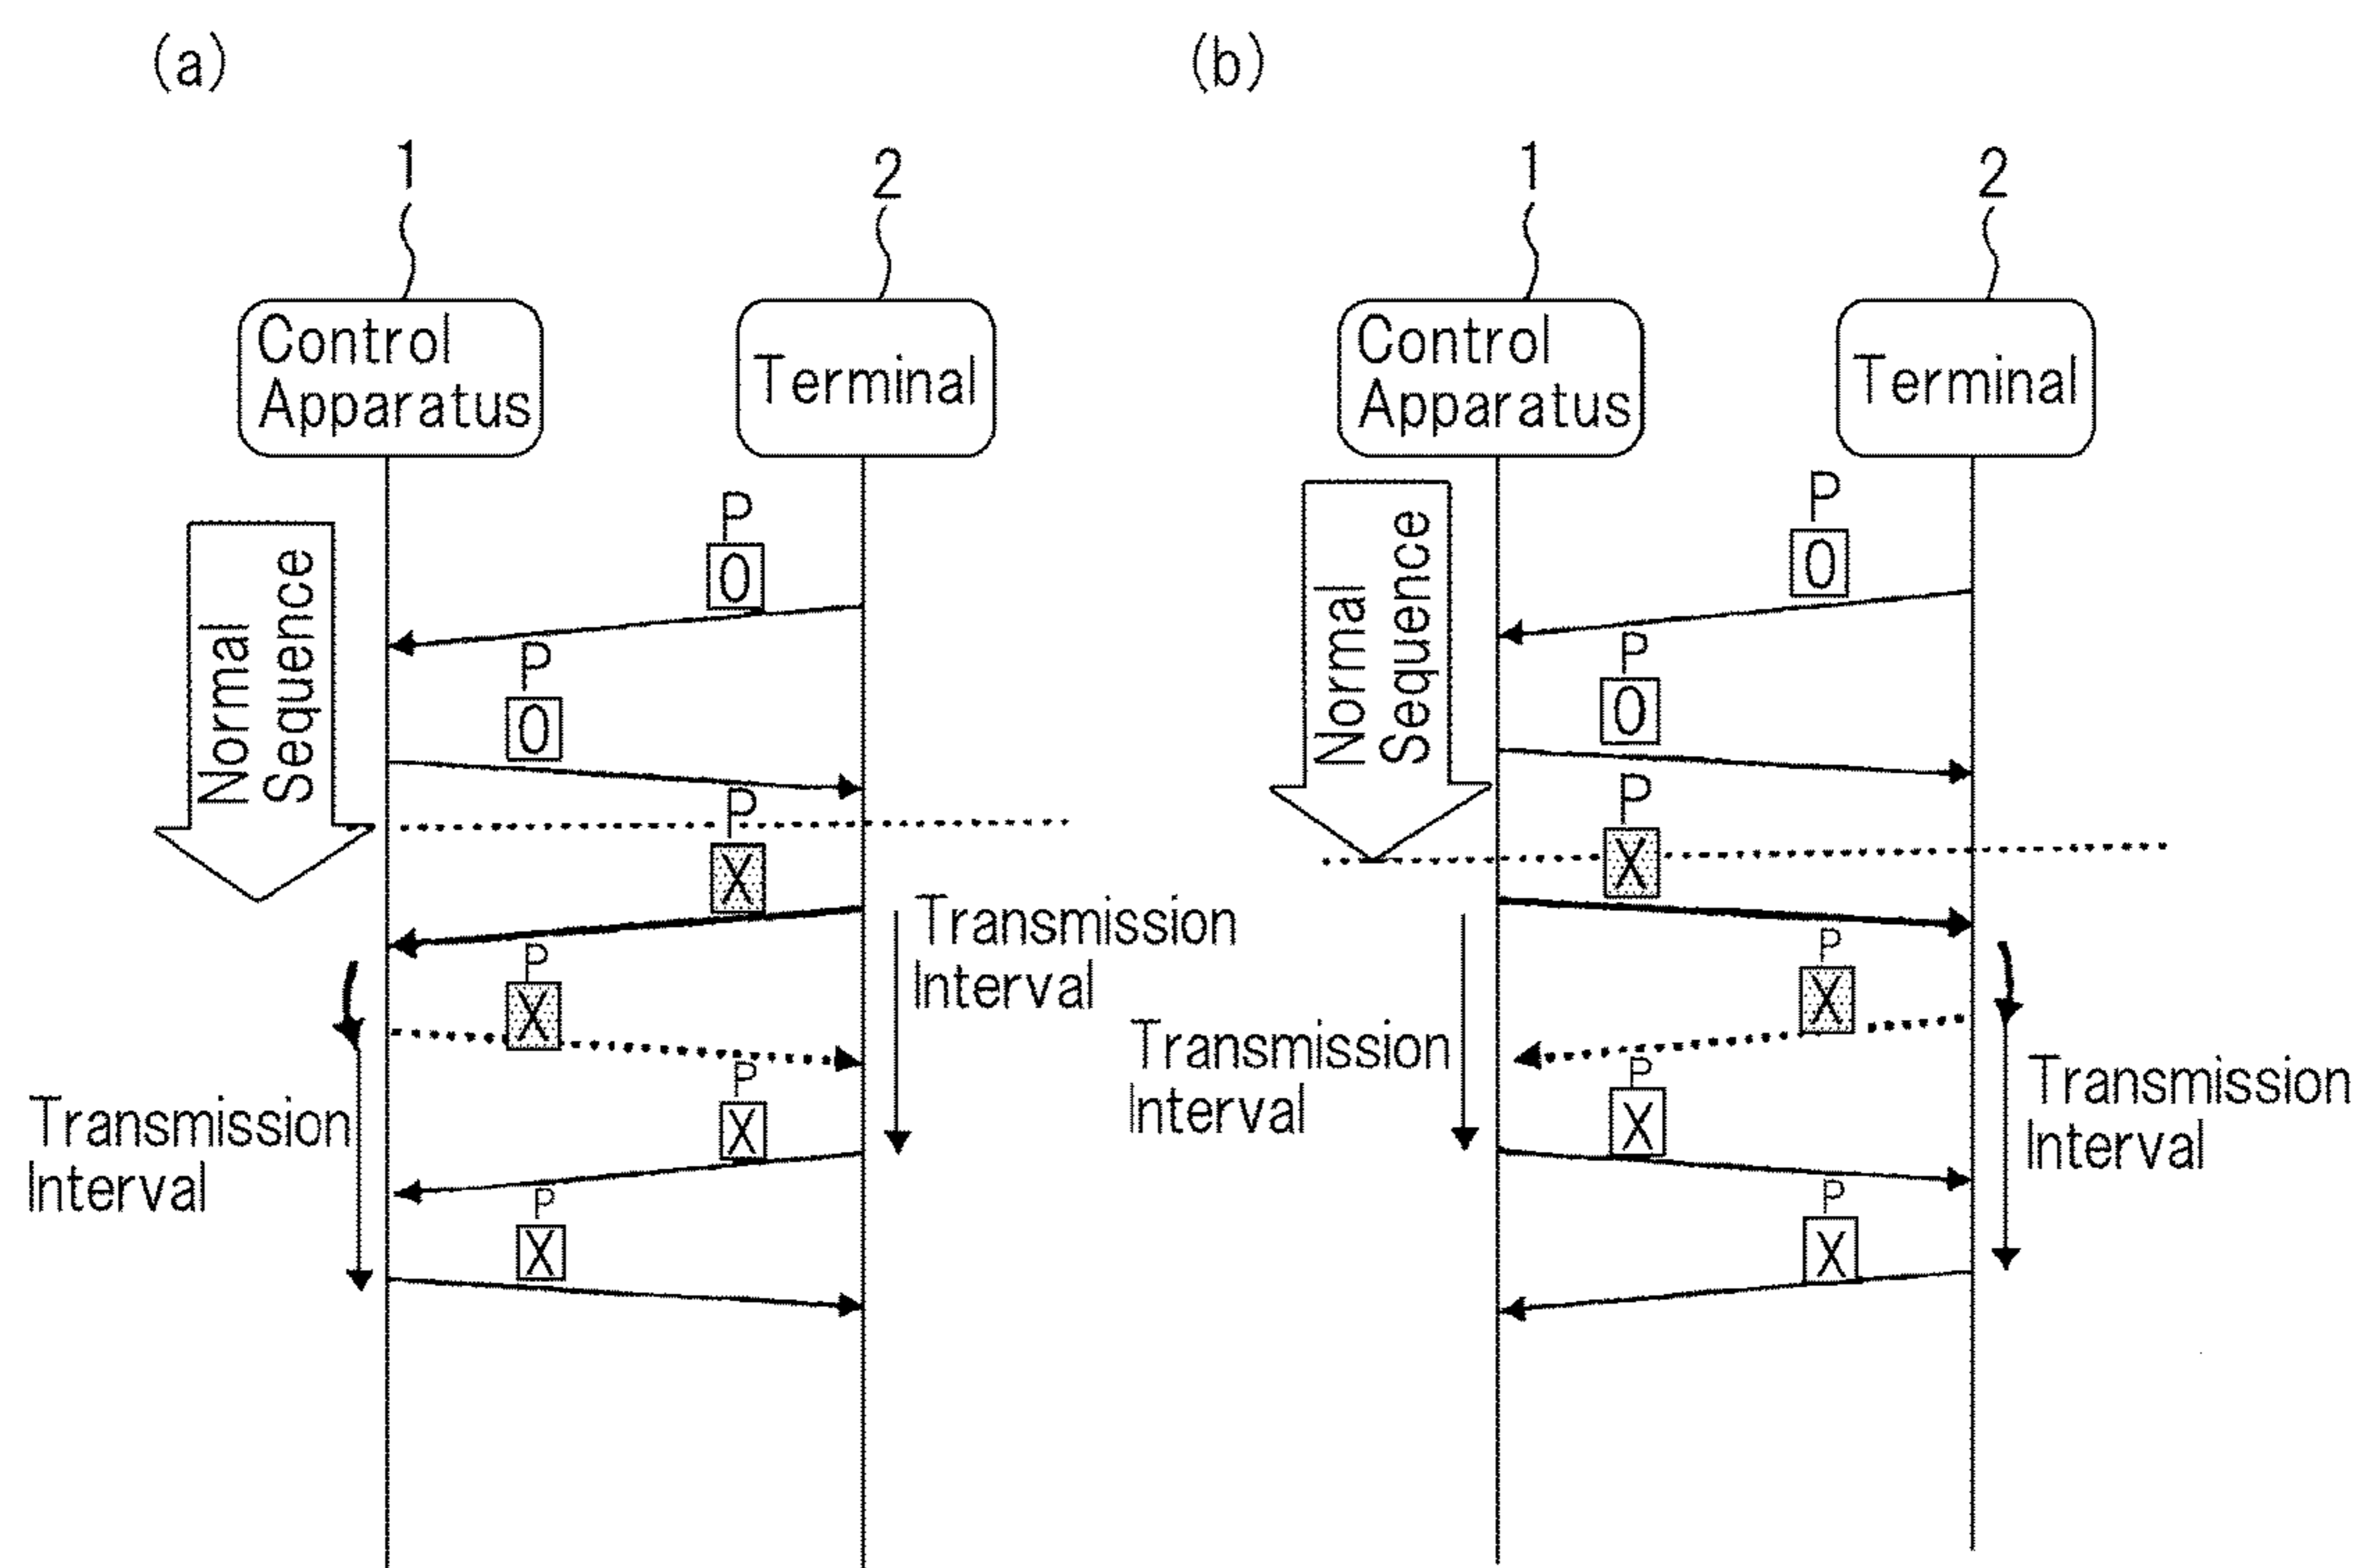 (a)
1
2
Control
Apparatus
Terminal
Normal
Sequence
P
0
P
0
P
X
Transmission
Interval
P
X
P
X
Transmission
Interval
P
X
(b)
1
2
Control
Apparatus
Terminal
Normal
Sequence
P
0
P
0
P
X
P
X
Transmission
Interval
P
X
Transmission
Interval
P
X